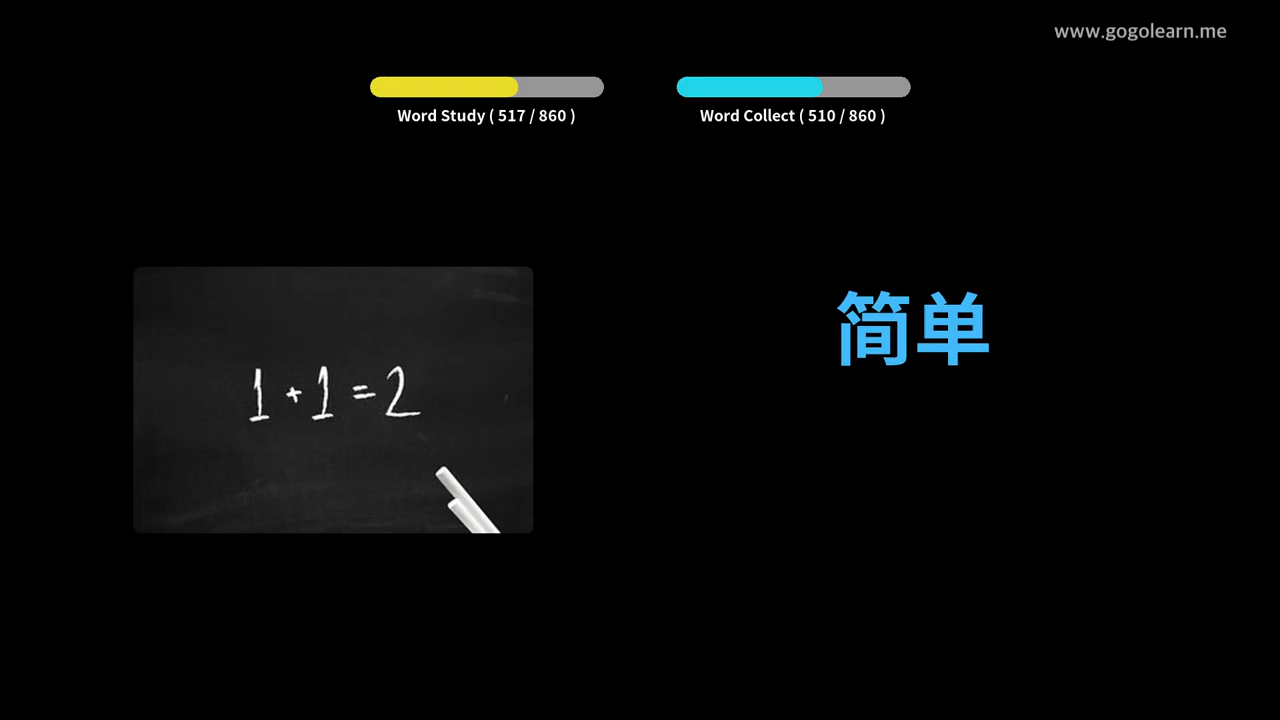 www.gogolearn.me
Word Study ( 517 / 860 )
Word Collect ( 510 / 860 )
简单
1 + 1 = 2